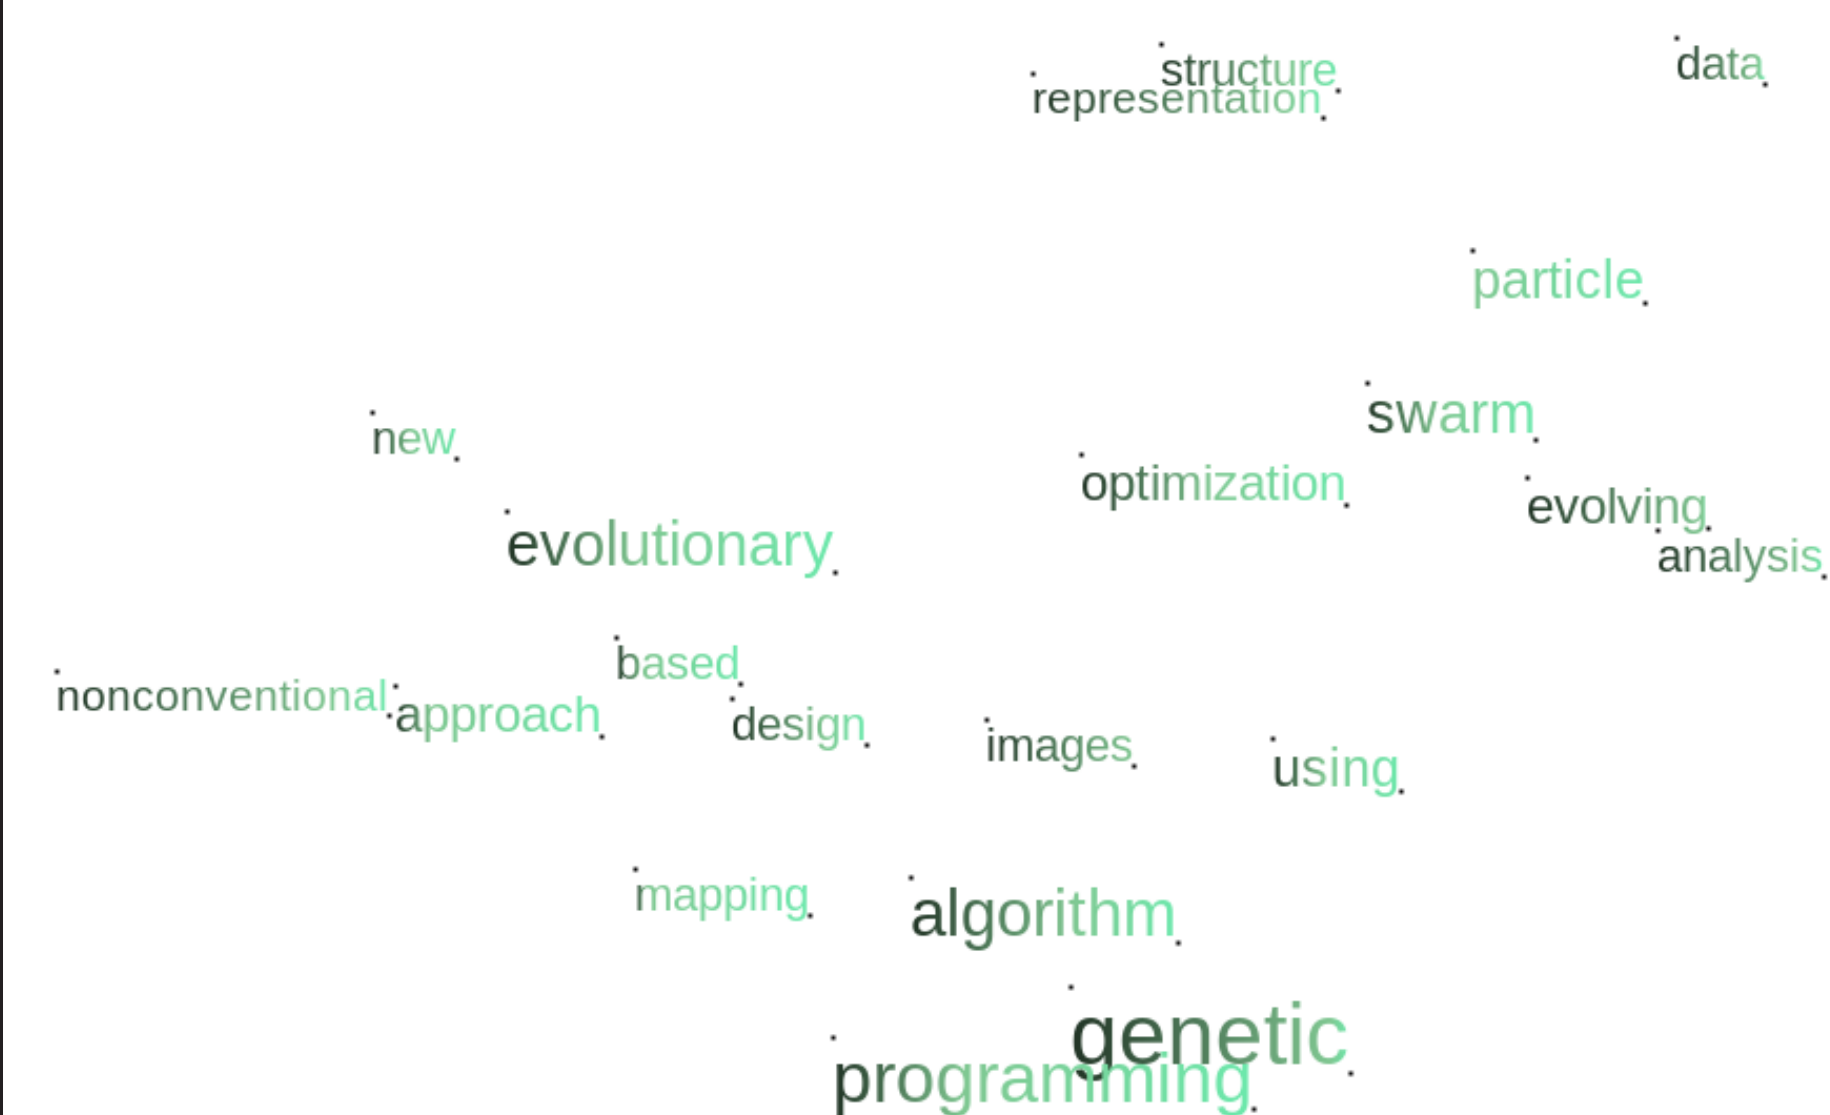 data
structure
representation
particle
swarm
new
optimization
evolving
evolutionary
analysis
based
nonconventional
approach
design
images
using
mapping
algorithm
genetic
programming